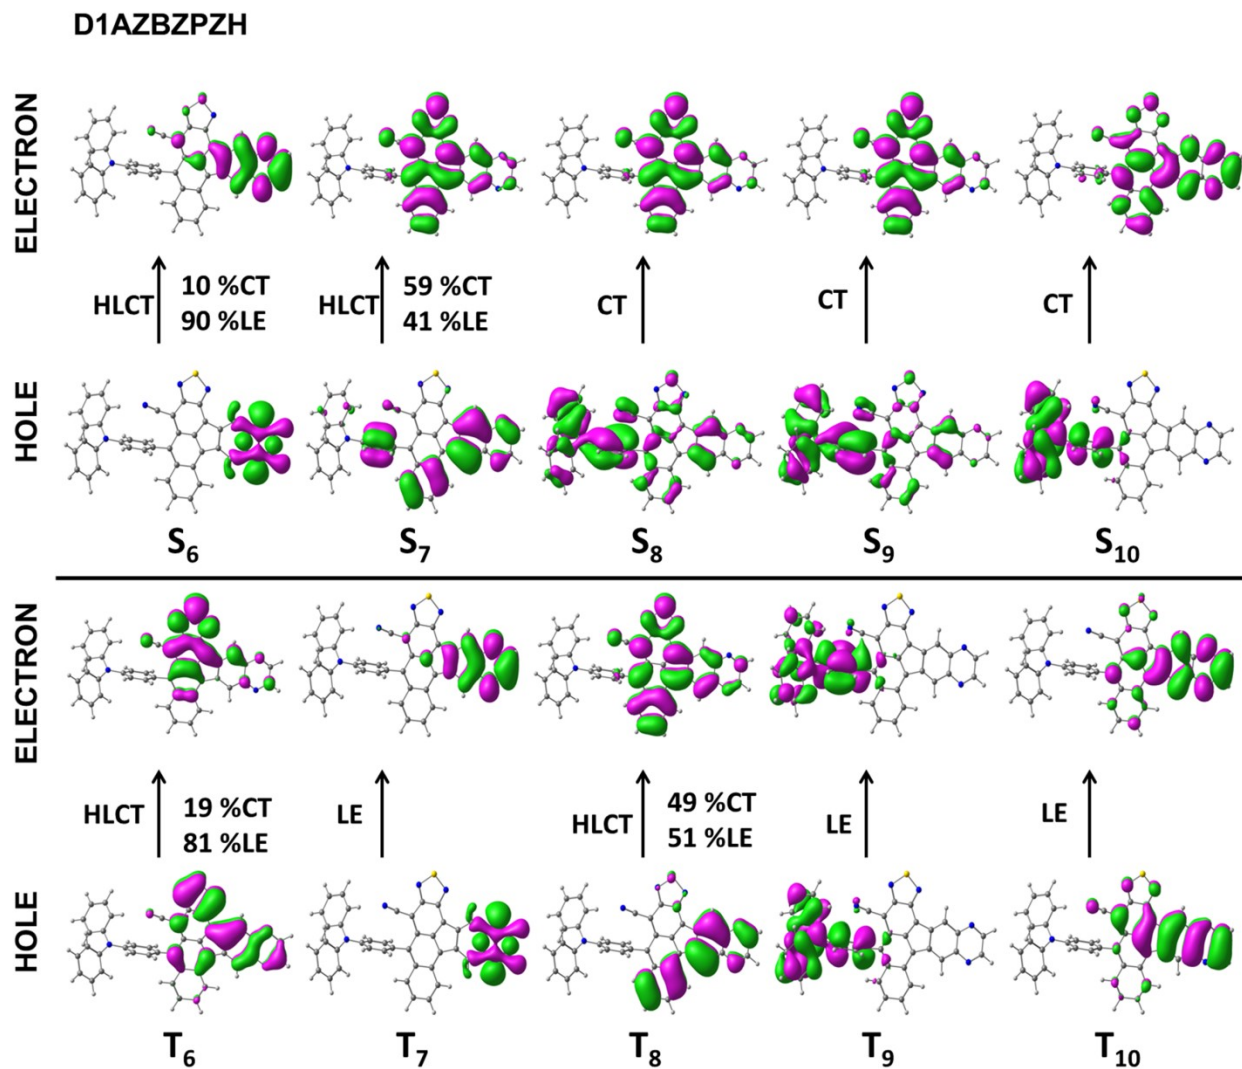 D1AZBZPZH
ELECTRON
HLCT
10 %CT
90 %LE
HLCT
59 %CT
41 %LE
CT
CT
CT
HOLE
S6
S7
S8
S9
S10
ELECTRON
HLCT
19 %CT
81 %LE
LE
HLCT
49 %CT
51 %LE
LE
LE
HOLE
T6
T7
T8
T9
T10